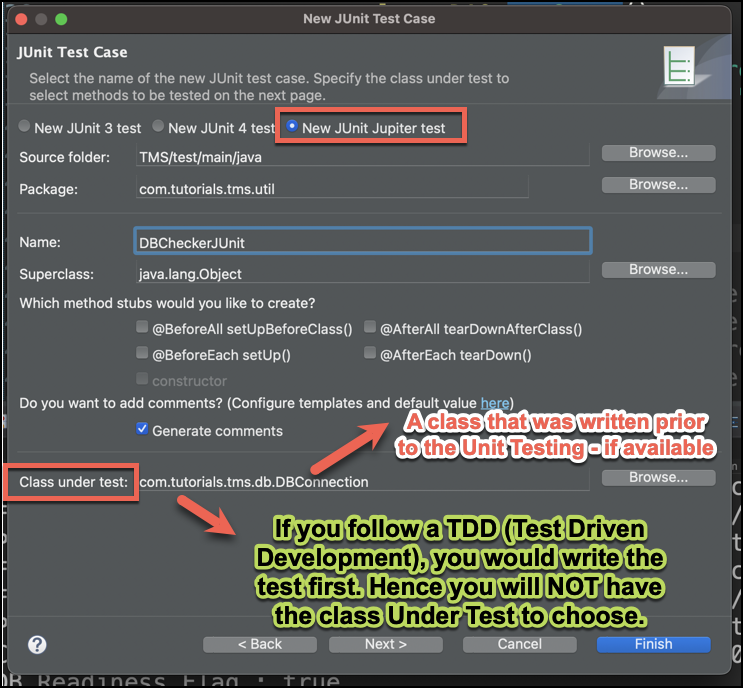 New JUnit Test Case
JUnit Test Case
Select the name of the new JUnit test case. Specify the class under test to
select methods to be tested on the next page.
New JUnit 3 test New JUnit 4 test New JUnit Jupiter test
Source folder: TMS/test/main/java Browse...
Package: com.tutorials.tms.util Browse...
Name: DBCheckerJUnit
Superclass: java.lang.Object Browse...
Which method stubs would you like to create?
@BeforeAll setUpBeforeClass() @AfterAll tearDownAfterClass()
@BeforeEach setUp() @AfterEach tearDown()
constructor
Do you want to add comments? (Configure templates and default value here)
Generate comments
A class that was written prior
to the Unit Testing - if available
Class under test: com.tutorials.tms.db.DBConnection Browse...
If you follow a TDD (Test Driven
Development), you would write the
test first. Hence you will NOT have
the class Under Test to choose.
? < Back Next > Cancel Finish
DB Readiness Flag : true